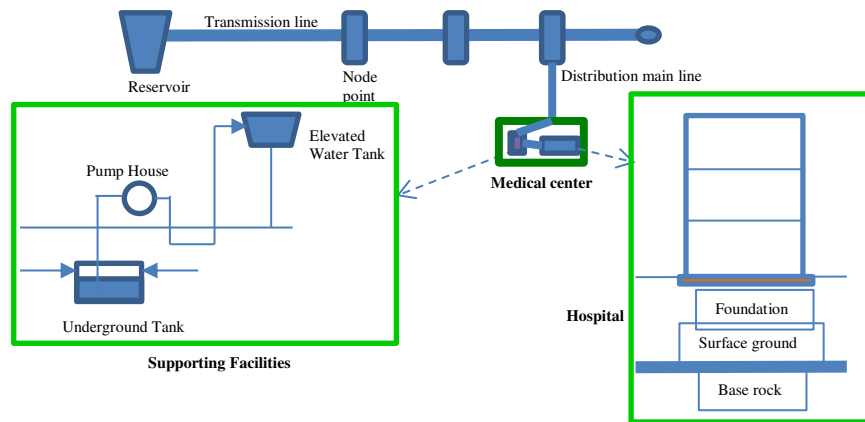 Transmission line
Reservoir
Node
point
Distribution main line
Elevated
Water Tank
Pump House
Underground Tank
Supporting Facilities
Medical center
Hospital
Foundation
Surface ground
Base rock